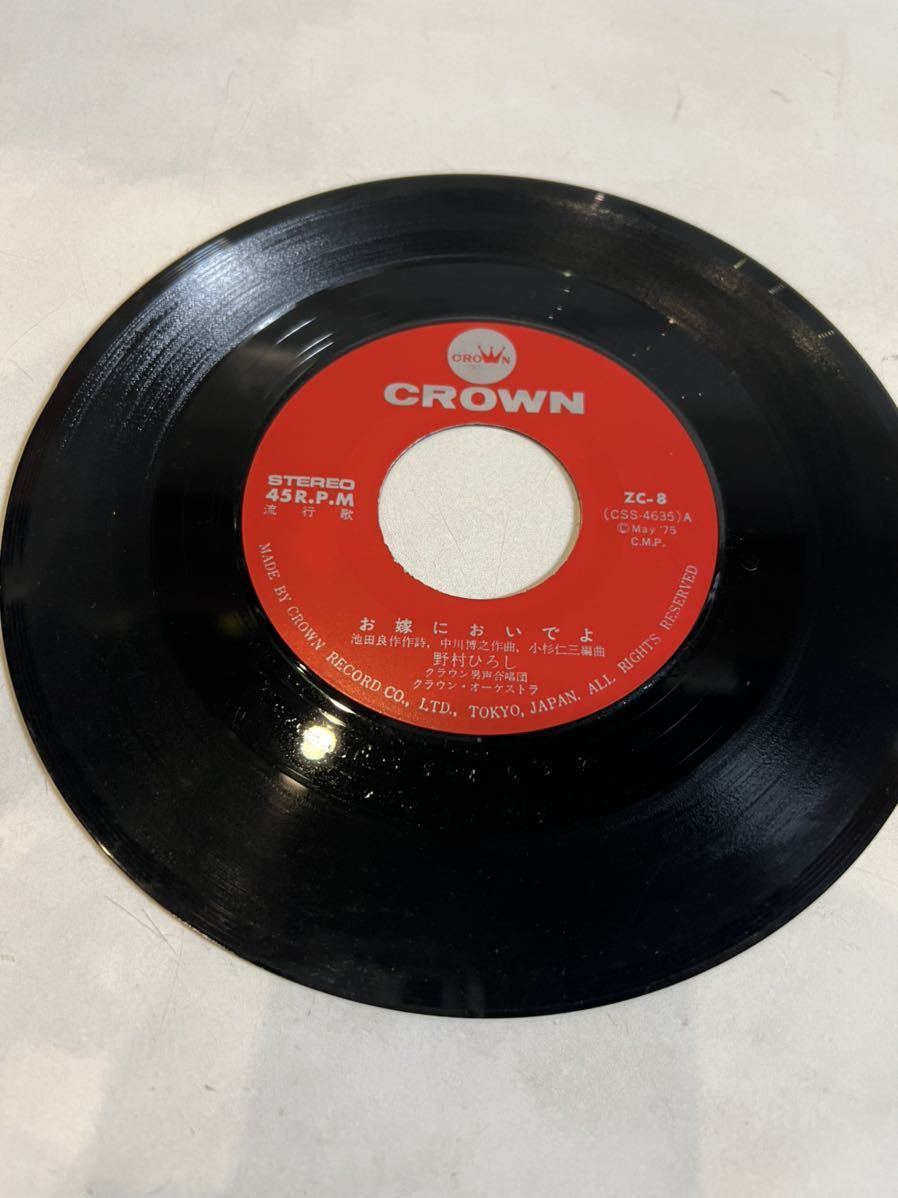 CROWN
CROWN
STEREO
45R.P.M
流行歌
ZC-8
(CSS-4635)A
©May '75
C.M.P.
お嫁においでよ
池田良作作詩, 中川博之作曲, 小杉仁三編曲
野村ひろし
クラウン男声合唱団
クラウン・オーケストラ
MADE BY CROWN RECORD CO., LTD., TOKYO, JAPAN. ALL RIGHTS RESERVED